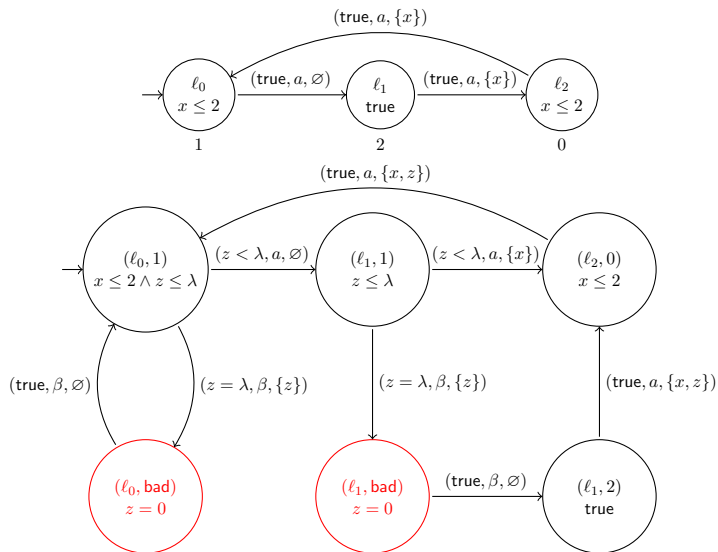 (true, a, {x})
(true, a, ∅)
(true, a, {x})
ℓ₀
x ≤ 2
ℓ₁
true
ℓ₂
x ≤ 2
1
2
0
(true, a, {x, z})
(ℓ₀, 1)
x ≤ 2 ∧ z ≤ λ
(z < λ, a, ∅)
(ℓ₁, 1)
z ≤ λ
(z < λ, a, {x})
(ℓ₂, 0)
x ≤ 2
(true, β, ∅)
(z = λ, β, {z})
(z = λ, β, {z})
(true, a, {x, z})
(ℓ₀, bad)
z = 0
(ℓ₁, bad)
z = 0
(true, β, ∅)
(ℓ₁, 2)
true